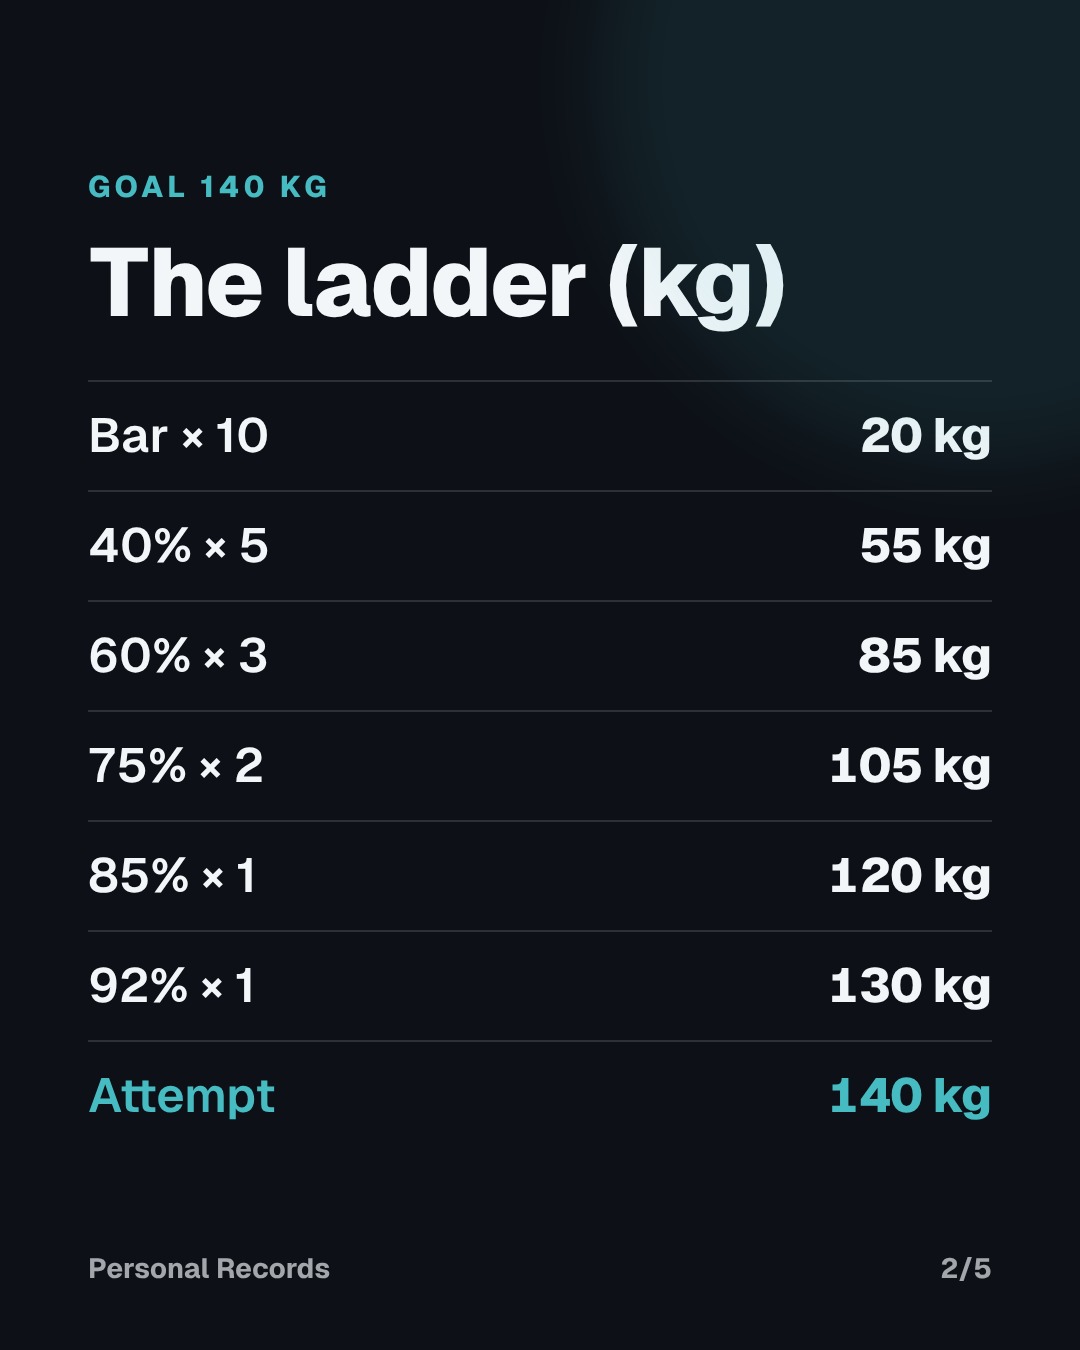 GOAL 140 KG
The ladder (kg)
Bar × 10 20 kg
40% × 5 55 kg
60% × 3 85 kg
75% × 2 105 kg
85% × 1 120 kg
92% × 1 130 kg
Attempt 140 kg
Personal Records 2/5